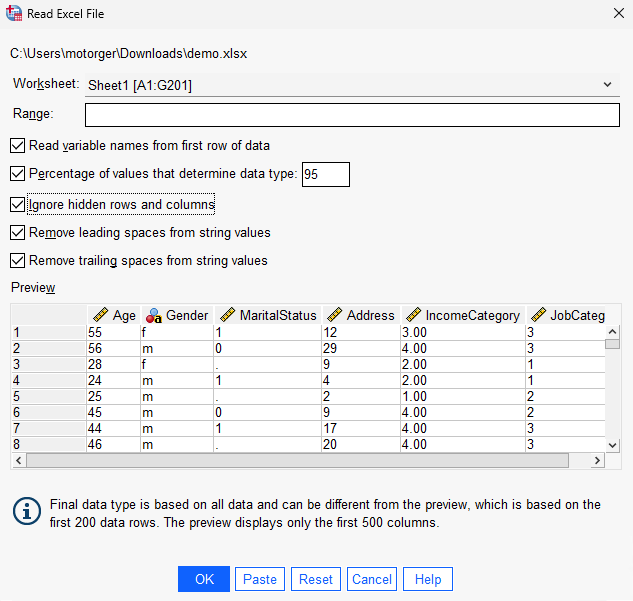 Read Excel File
C:\Users\motorger\Downloads\demo.xlsx
Worksheet: Sheet1 [A1:G201]
Range:
Read variable names from first row of data
Percentage of values that determine data type: 95
Ignore hidden rows and columns
Remove leading spaces from string values
Remove trailing spaces from string values
Preview
Age Gender MaritalStatus Address IncomeCategory JobCateg
1 55 f 1 12 3.00 3
2 56 m 0 29 4.00 3
3 28 f . 9 2.00 1
4 24 m 1 4 2.00 1
5 25 m . 2 1.00 2
6 45 m 0 9 4.00 2
7 44 m 1 17 4.00 3
8 46 m . 20 4.00 3
Final data type is based on all data and can be different from the preview, which is based on the
first 200 data rows. The preview displays only the first 500 columns.
OK Paste Reset Cancel Help